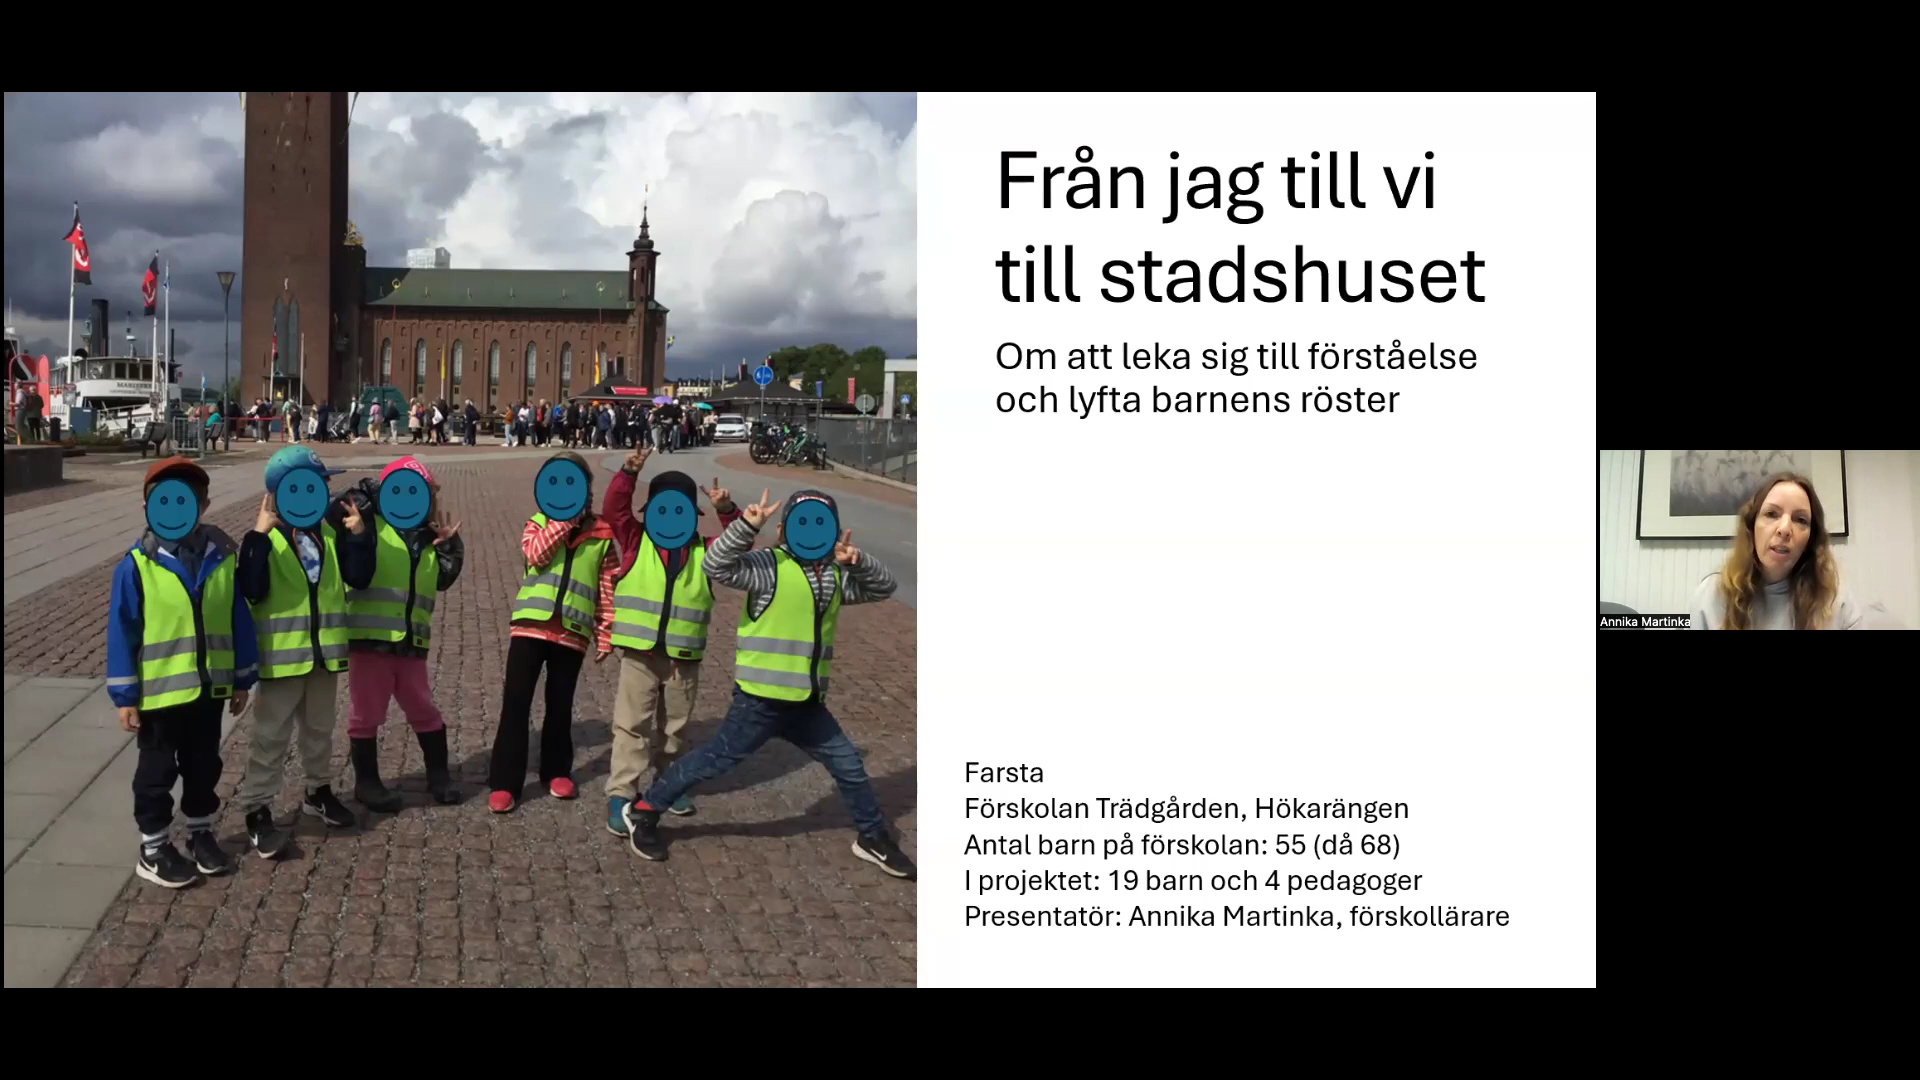 Från jag till vi
till stadshuset
Om att leka sig till förståelse
och lyfta barnens röster
Farsta
Förskolan Trädgården, Hökarängen
Antal barn på förskolan: 55 (då 68)
I projektet: 19 barn och 4 pedagoger
Presentatör: Annika Martinka, förskollärare
Annika Martinka